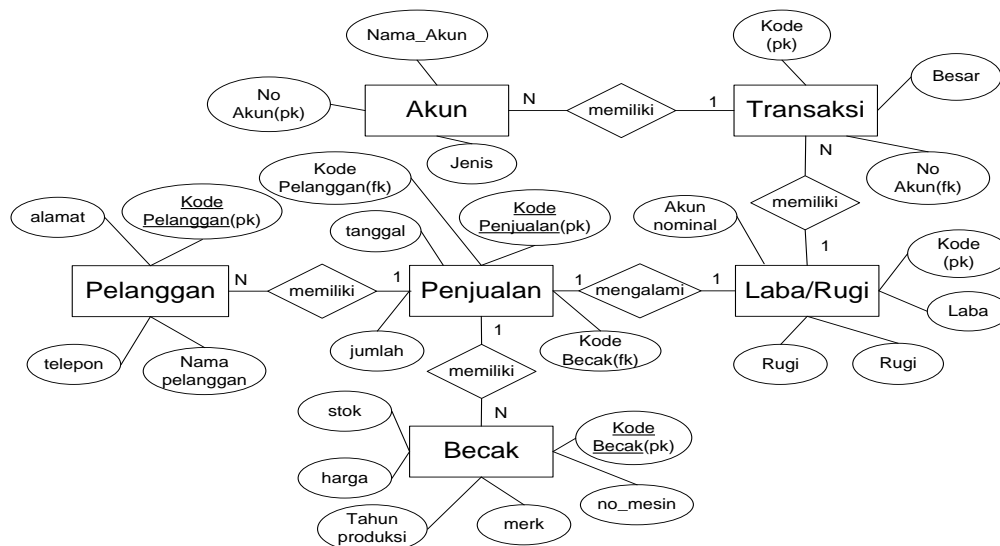 Nama_Akun
Kode
(pk)
No
Akun(pk)
Akun
N
memiliki
1
Transaksi
Besar
Jenis
N
No
Akun(fk)
Kode
Pelanggan(fk)
Kode
Pelanggan(pk)
alamat
Kode
Penjualan(pk)
tanggal
memiliki
Akun
nominal
1
Kode
(pk)
Pelanggan
N
memiliki
1
Penjualan
1
mengalami
1
Laba/Rugi
Laba
telepon
Nama
pelanggan
jumlah
1
Kode
Becak(fk)
Rugi
Rugi
memiliki
stok
N
Kode
Becak(pk)
Becak
harga
no_mesin
Tahun
produksi
merk